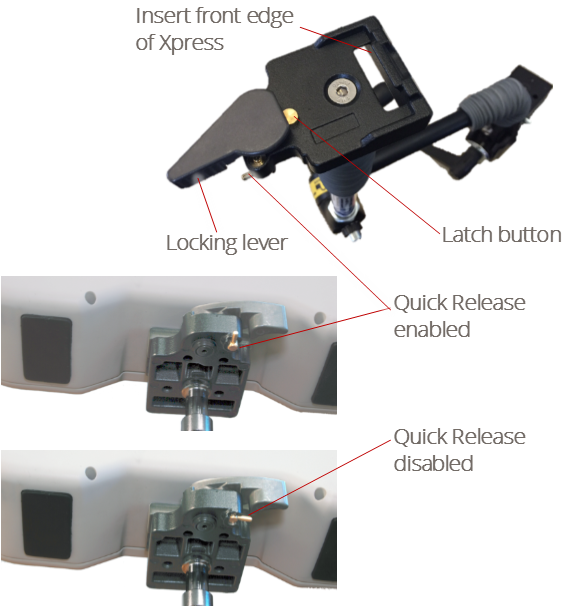 Insert front edge
of Xpress
Locking lever
Latch button
Quick Release
enabled
Quick Release
disabled